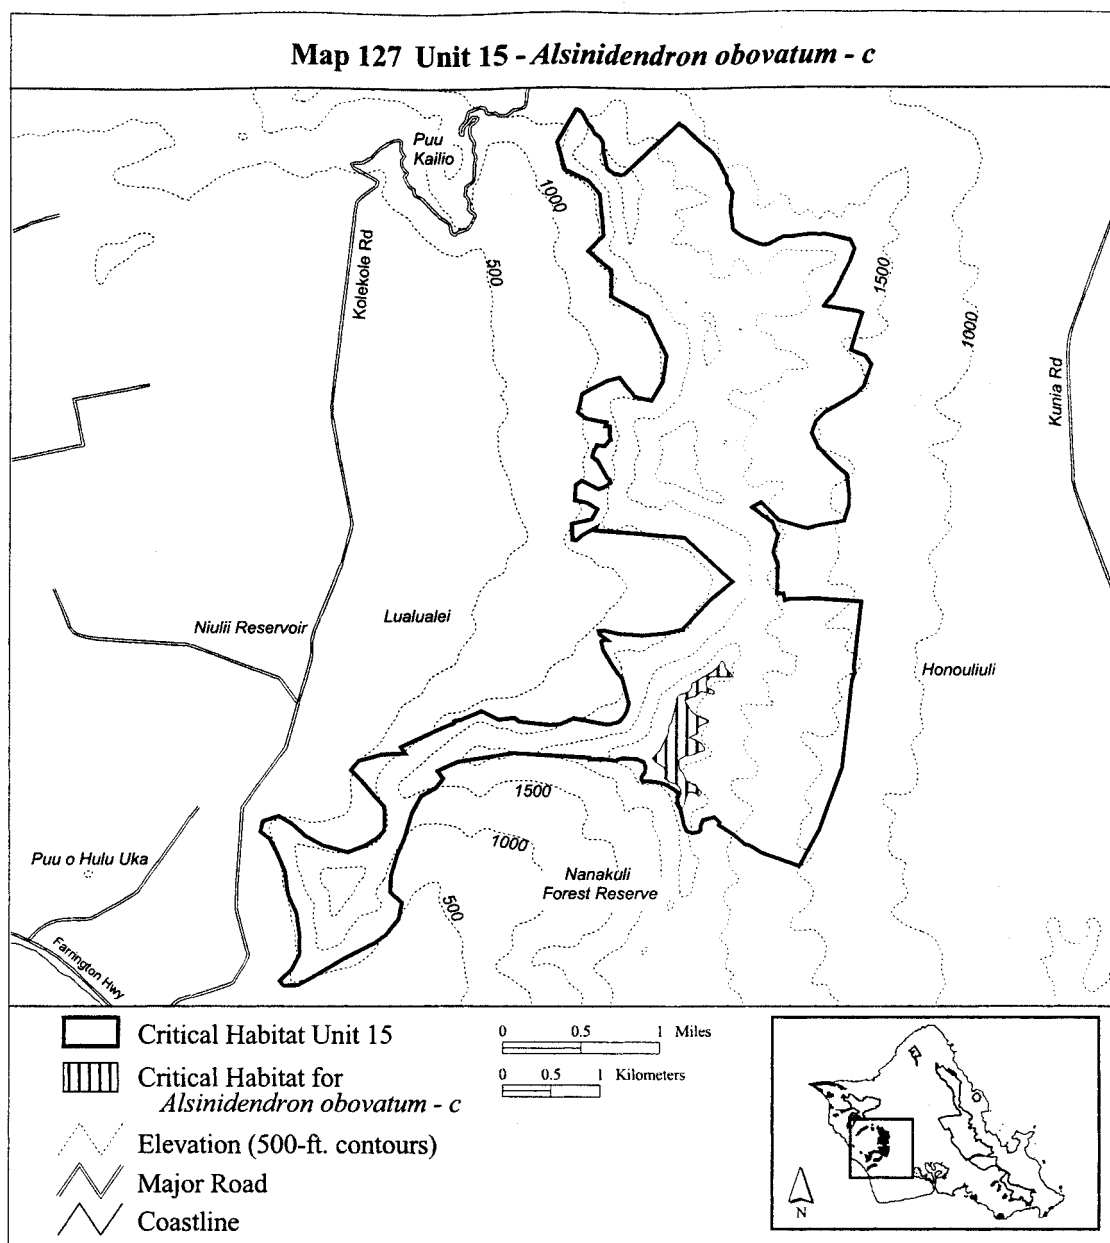 Map 127 Unit 15 - Alsinidendron obovatum - c
Puu
Kailio
1000
500
Kolekole Rd
1500
1000
Kunia Rd
Niulii Reservoir
Lualualei
Honouliuli
1500
1000
500
Puu o Hulu Uka
Nanakuli
Forest Reserve
Farrington Hwy
Critical Habitat Unit 15
Critical Habitat for
Alsinidendron obovatum - c
Elevation (500-ft. contours)
Major Road
Coastline
0 0.5 1 Miles
0 0.5 1 Kilometers
N